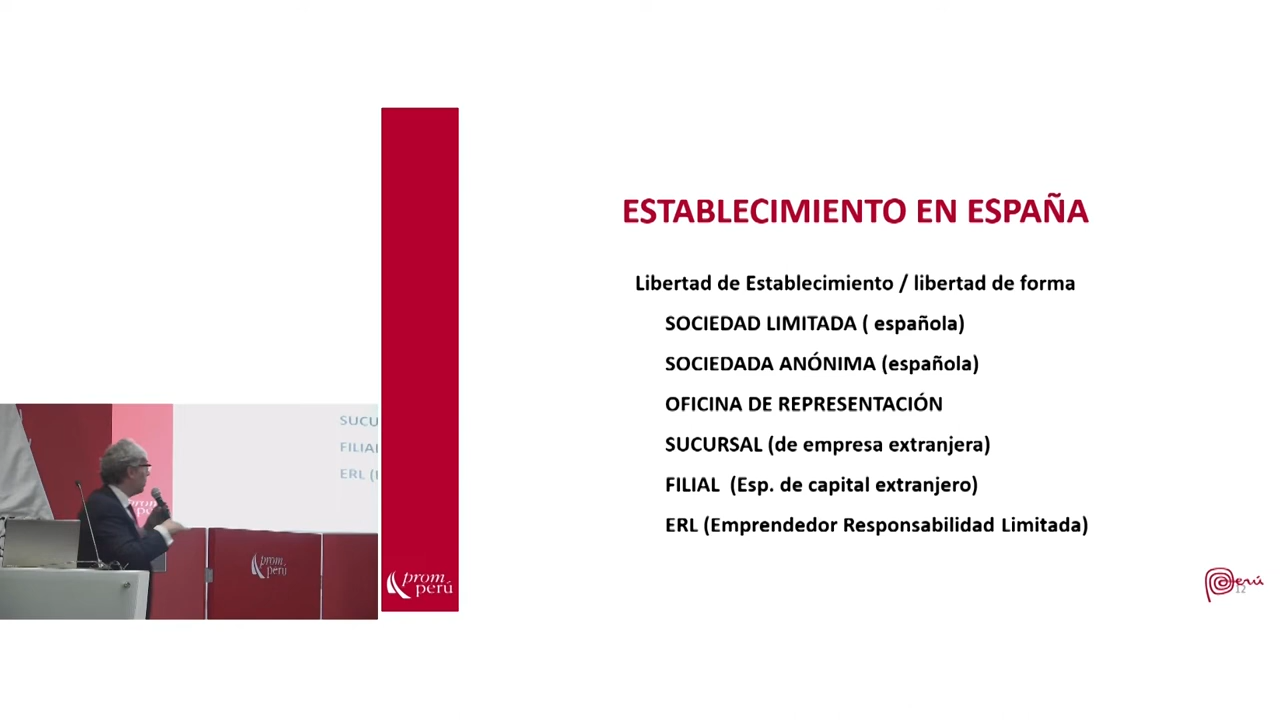 ESTABLECIMIENTO EN ESPAÑA
Libertad de Establecimiento / libertad de forma
SOCIEDAD LIMITADA ( española)
SOCIEDADA ANÓNIMA (española)
OFICINA DE REPRESENTACIÓN
SUCURSAL (de empresa extranjera)
FILIAL (Esp. de capital extranjero)
ERL (Emprendedor Responsabilidad Limitada)
SUCU
FILIAL
ERL (
prom
perú
prom
perú
Perú
12